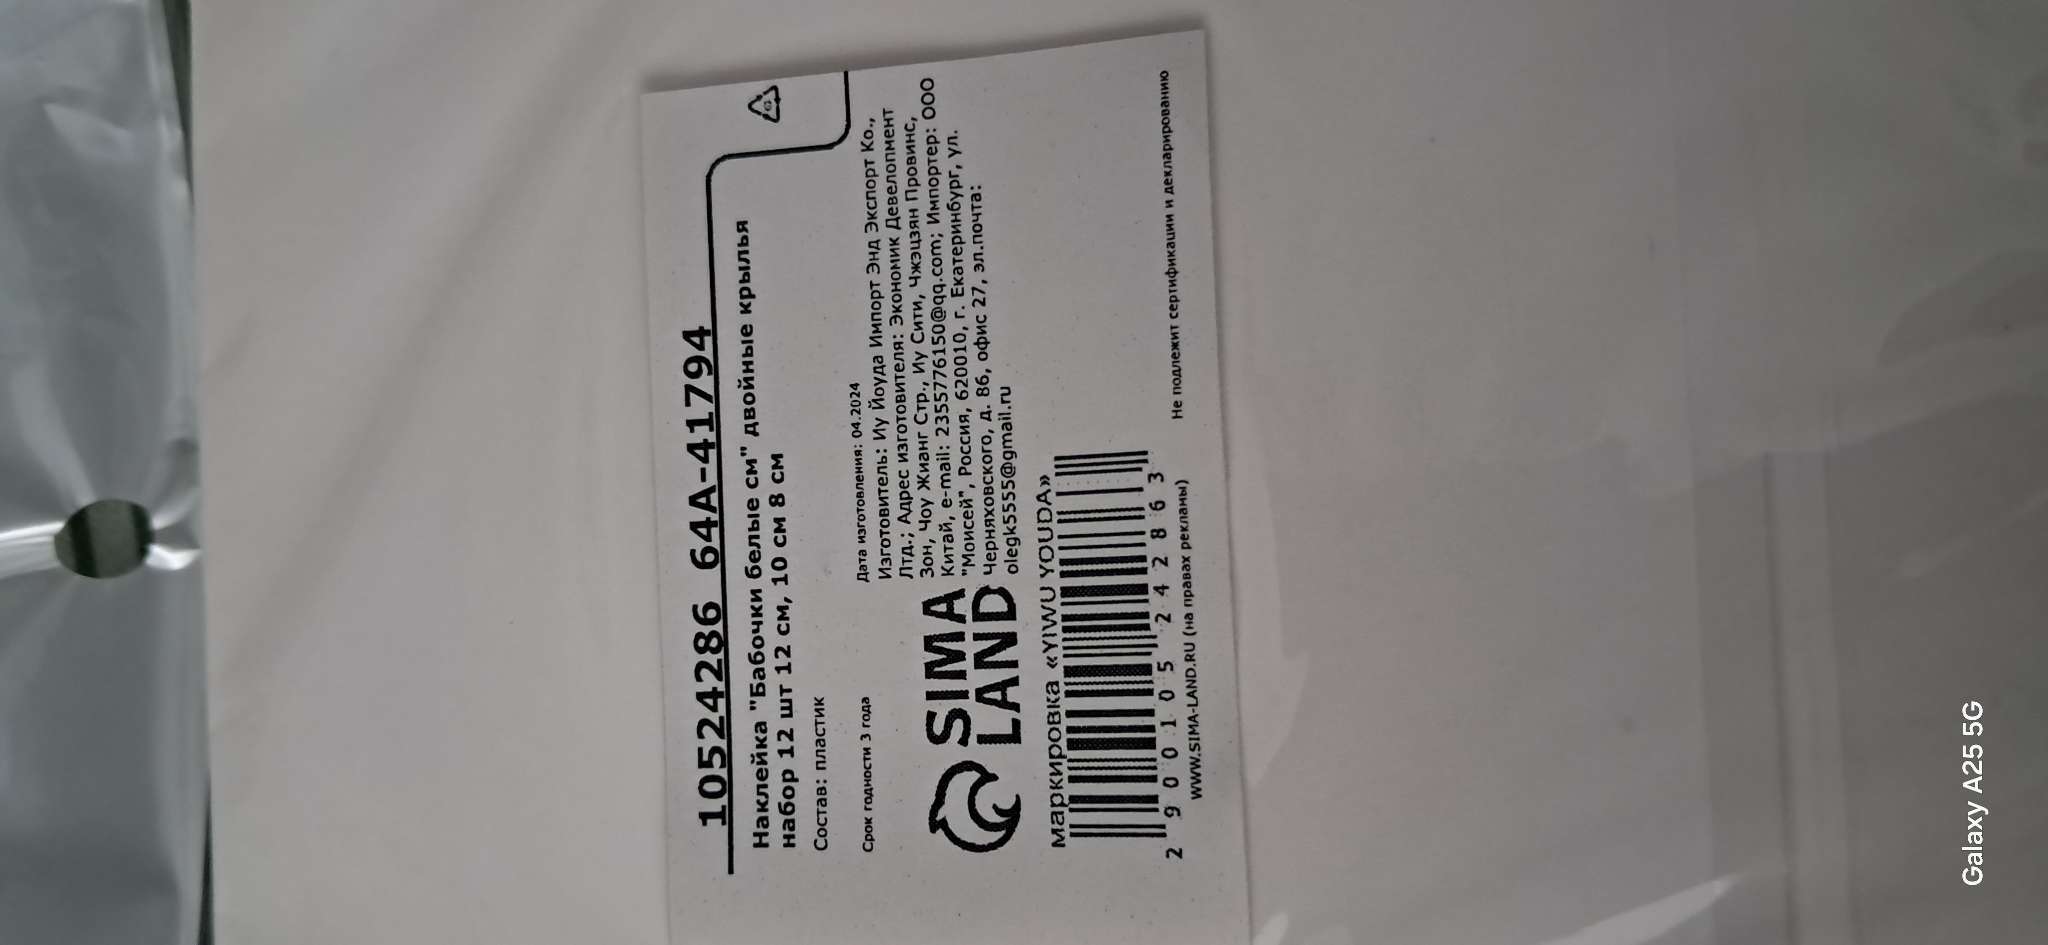 10524286 64A-41794
Наклейка "Бабочки белые см" двойные крылья
набор 12 шт 12 см, 10 см 8 см
Состав: пластик
Срок годности 3 года
Дата изготовления: 04.2024
Изготовитель: Иу Йоуда Импорт Энд Экспорт Ко.,
Лтд.; Адрес изготовителя: Экономик Девелопмент
Зон, Чоу Жианг Стр., Иу Сити, Чжэцзян Провинс,
Китай, e-mail: 2355776150@qq.com; Импортер: ООО
"Моисей", Россия, 620010, г. Екатеринбург, ул.
Черняховского, д. 86, офис 27, эл.почта:
olegk5555@gmail.ru
SIMA
LAND
маркировка «YIWU YOUDA»
2 900105 242863
WWW.SIMA-LAND.RU (на правах рекламы)
Не подлежит сертификации и декларированию
Galaxy A25 5G